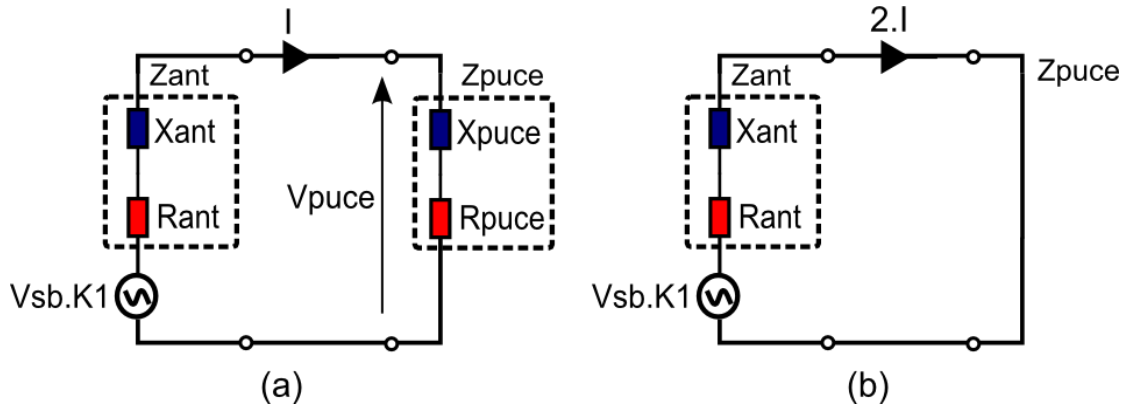 I
Zant
Xant
Rant
Vsb.K1
Vpuce
Zpuce
Xpuce
Rpuce
(a)
2.I
Zant
Xant
Rant
Vsb.K1
Zpuce
(b)